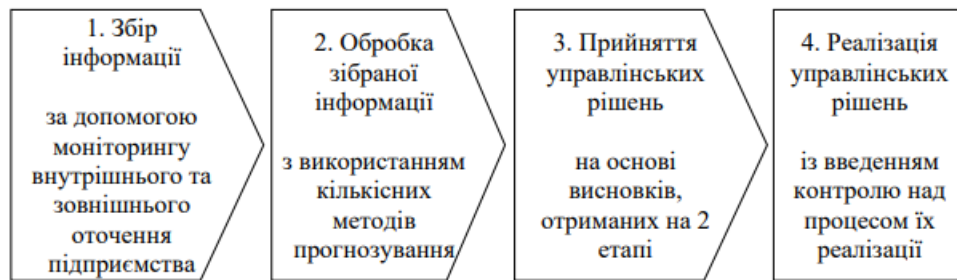 1. Збір
інформації
за допомогою
моніторингу
внутрішнього та
зовнішнього
оточення
підприємства
2. Обробка
зібраної
інформації
з використанням
кількісних
методів
прогнозування
3. Прийняття
управлінських
рішень
на основі
висновків,
отриманих на 2
етапі
4. Реалізація
управлінських
рішень
із введенням
контролю над
процесом їх
реалізації